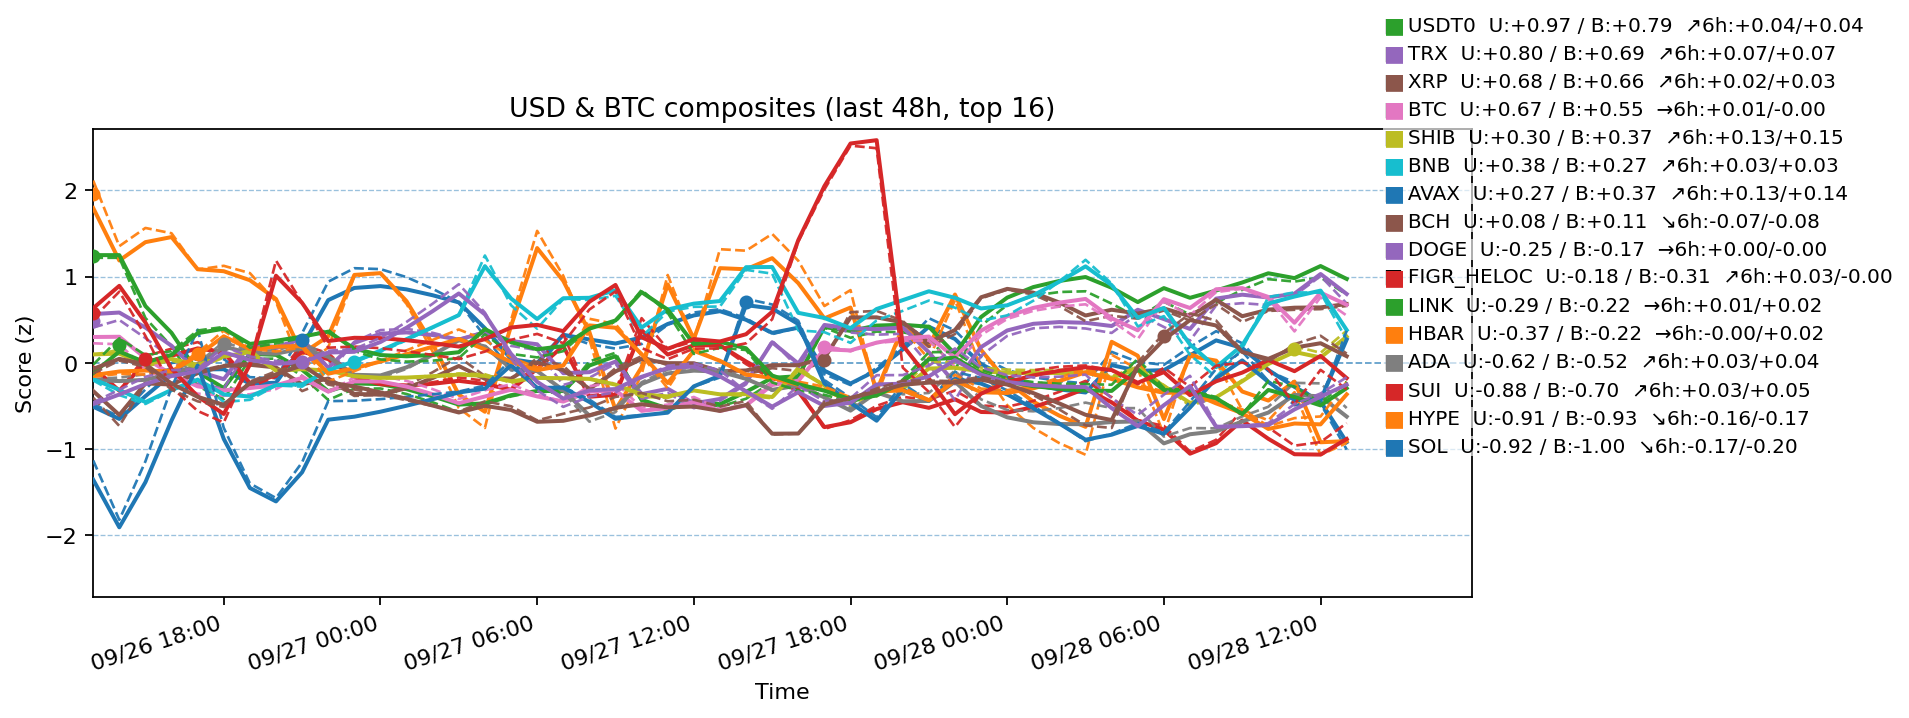 USDT0 U:+0.97 / B:+0.79 ↗6h:+0.04/+0.04
TRX U:+0.80 / B:+0.69 ↗6h:+0.07/+0.07
XRP U:+0.68 / B:+0.66 ↗6h:+0.02/+0.03
BTC U:+0.67 / B:+0.55 →6h:+0.01/-0.00
SHIB U:+0.30 / B:+0.37 ↗6h:+0.13/+0.15
BNB U:+0.38 / B:+0.27 ↗6h:+0.03/+0.03
AVAX U:+0.27 / B:+0.37 ↗6h:+0.13/+0.14
BCH U:+0.08 / B:+0.11 ↘6h:-0.07/-0.08
DOGE U:-0.25 / B:-0.17 →6h:+0.00/-0.00
FIGR_HELOC U:-0.18 / B:-0.31 ↗6h:+0.03/-0.00
LINK U:-0.29 / B:-0.22 →6h:+0.01/+0.02
HBAR U:-0.37 / B:-0.22 →6h:-0.00/+0.02
ADA U:-0.62 / B:-0.52 ↗6h:+0.03/+0.04
SUI U:-0.88 / B:-0.70 ↗6h:+0.03/+0.05
HYPE U:-0.91 / B:-0.93 ↘6h:-0.16/-0.17
SOL U:-0.92 / B:-1.00 ↘6h:-0.17/-0.20
USD & BTC composites (last 48h, top 16)
Score (z)
2
1
0
−1
−2
09/26 18:00
09/27 00:00
09/27 06:00
09/27 12:00
09/27 18:00
09/28 00:00
09/28 06:00
09/28 12:00
Time